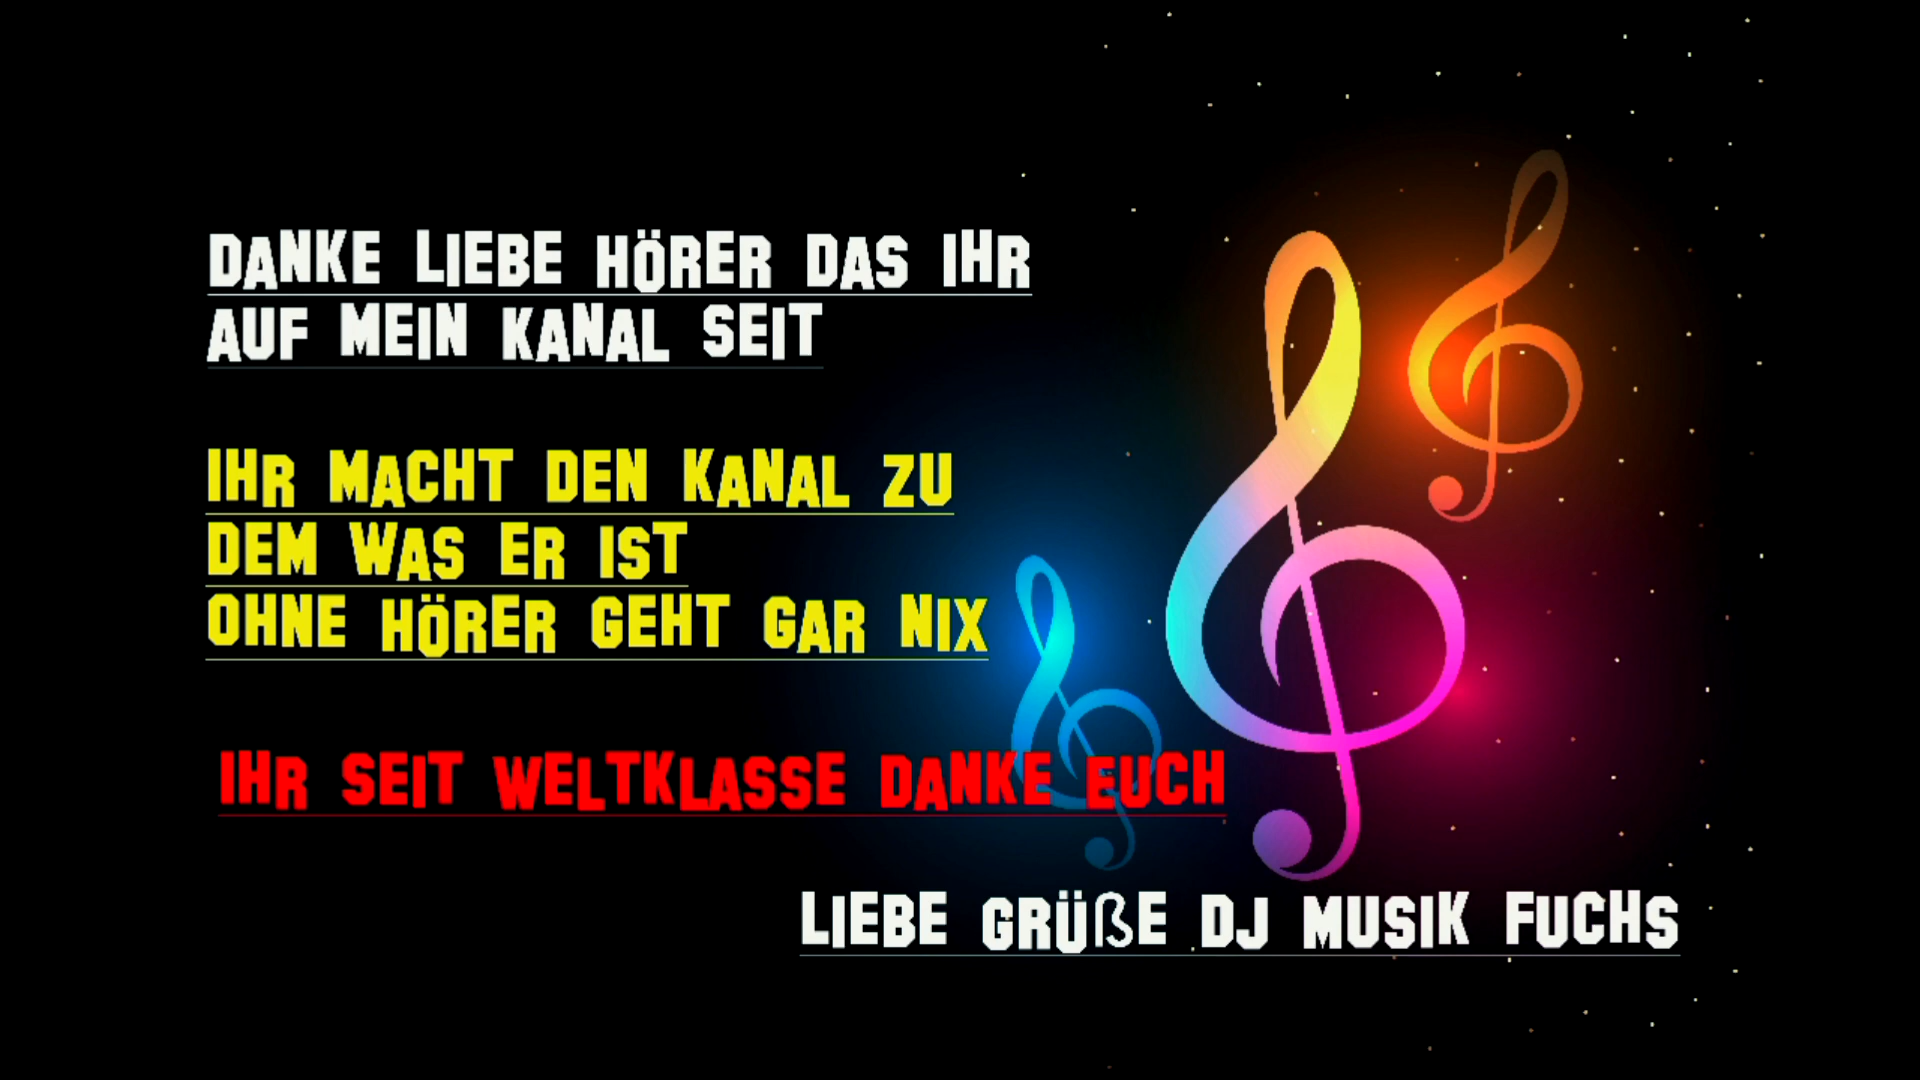 DANKE LIEBE HÖRER DAS IHR
AUF MEIN KANAL SEIT
IHR MACHT DEN KANAL ZU
DEM WAS ER IST
OHNE HÖRER GEHT GAR NIX
IHR SEIT WELTKLASSE DANKE EUCH
LIEBE GRÜßE DJ MUSIK FUCHS